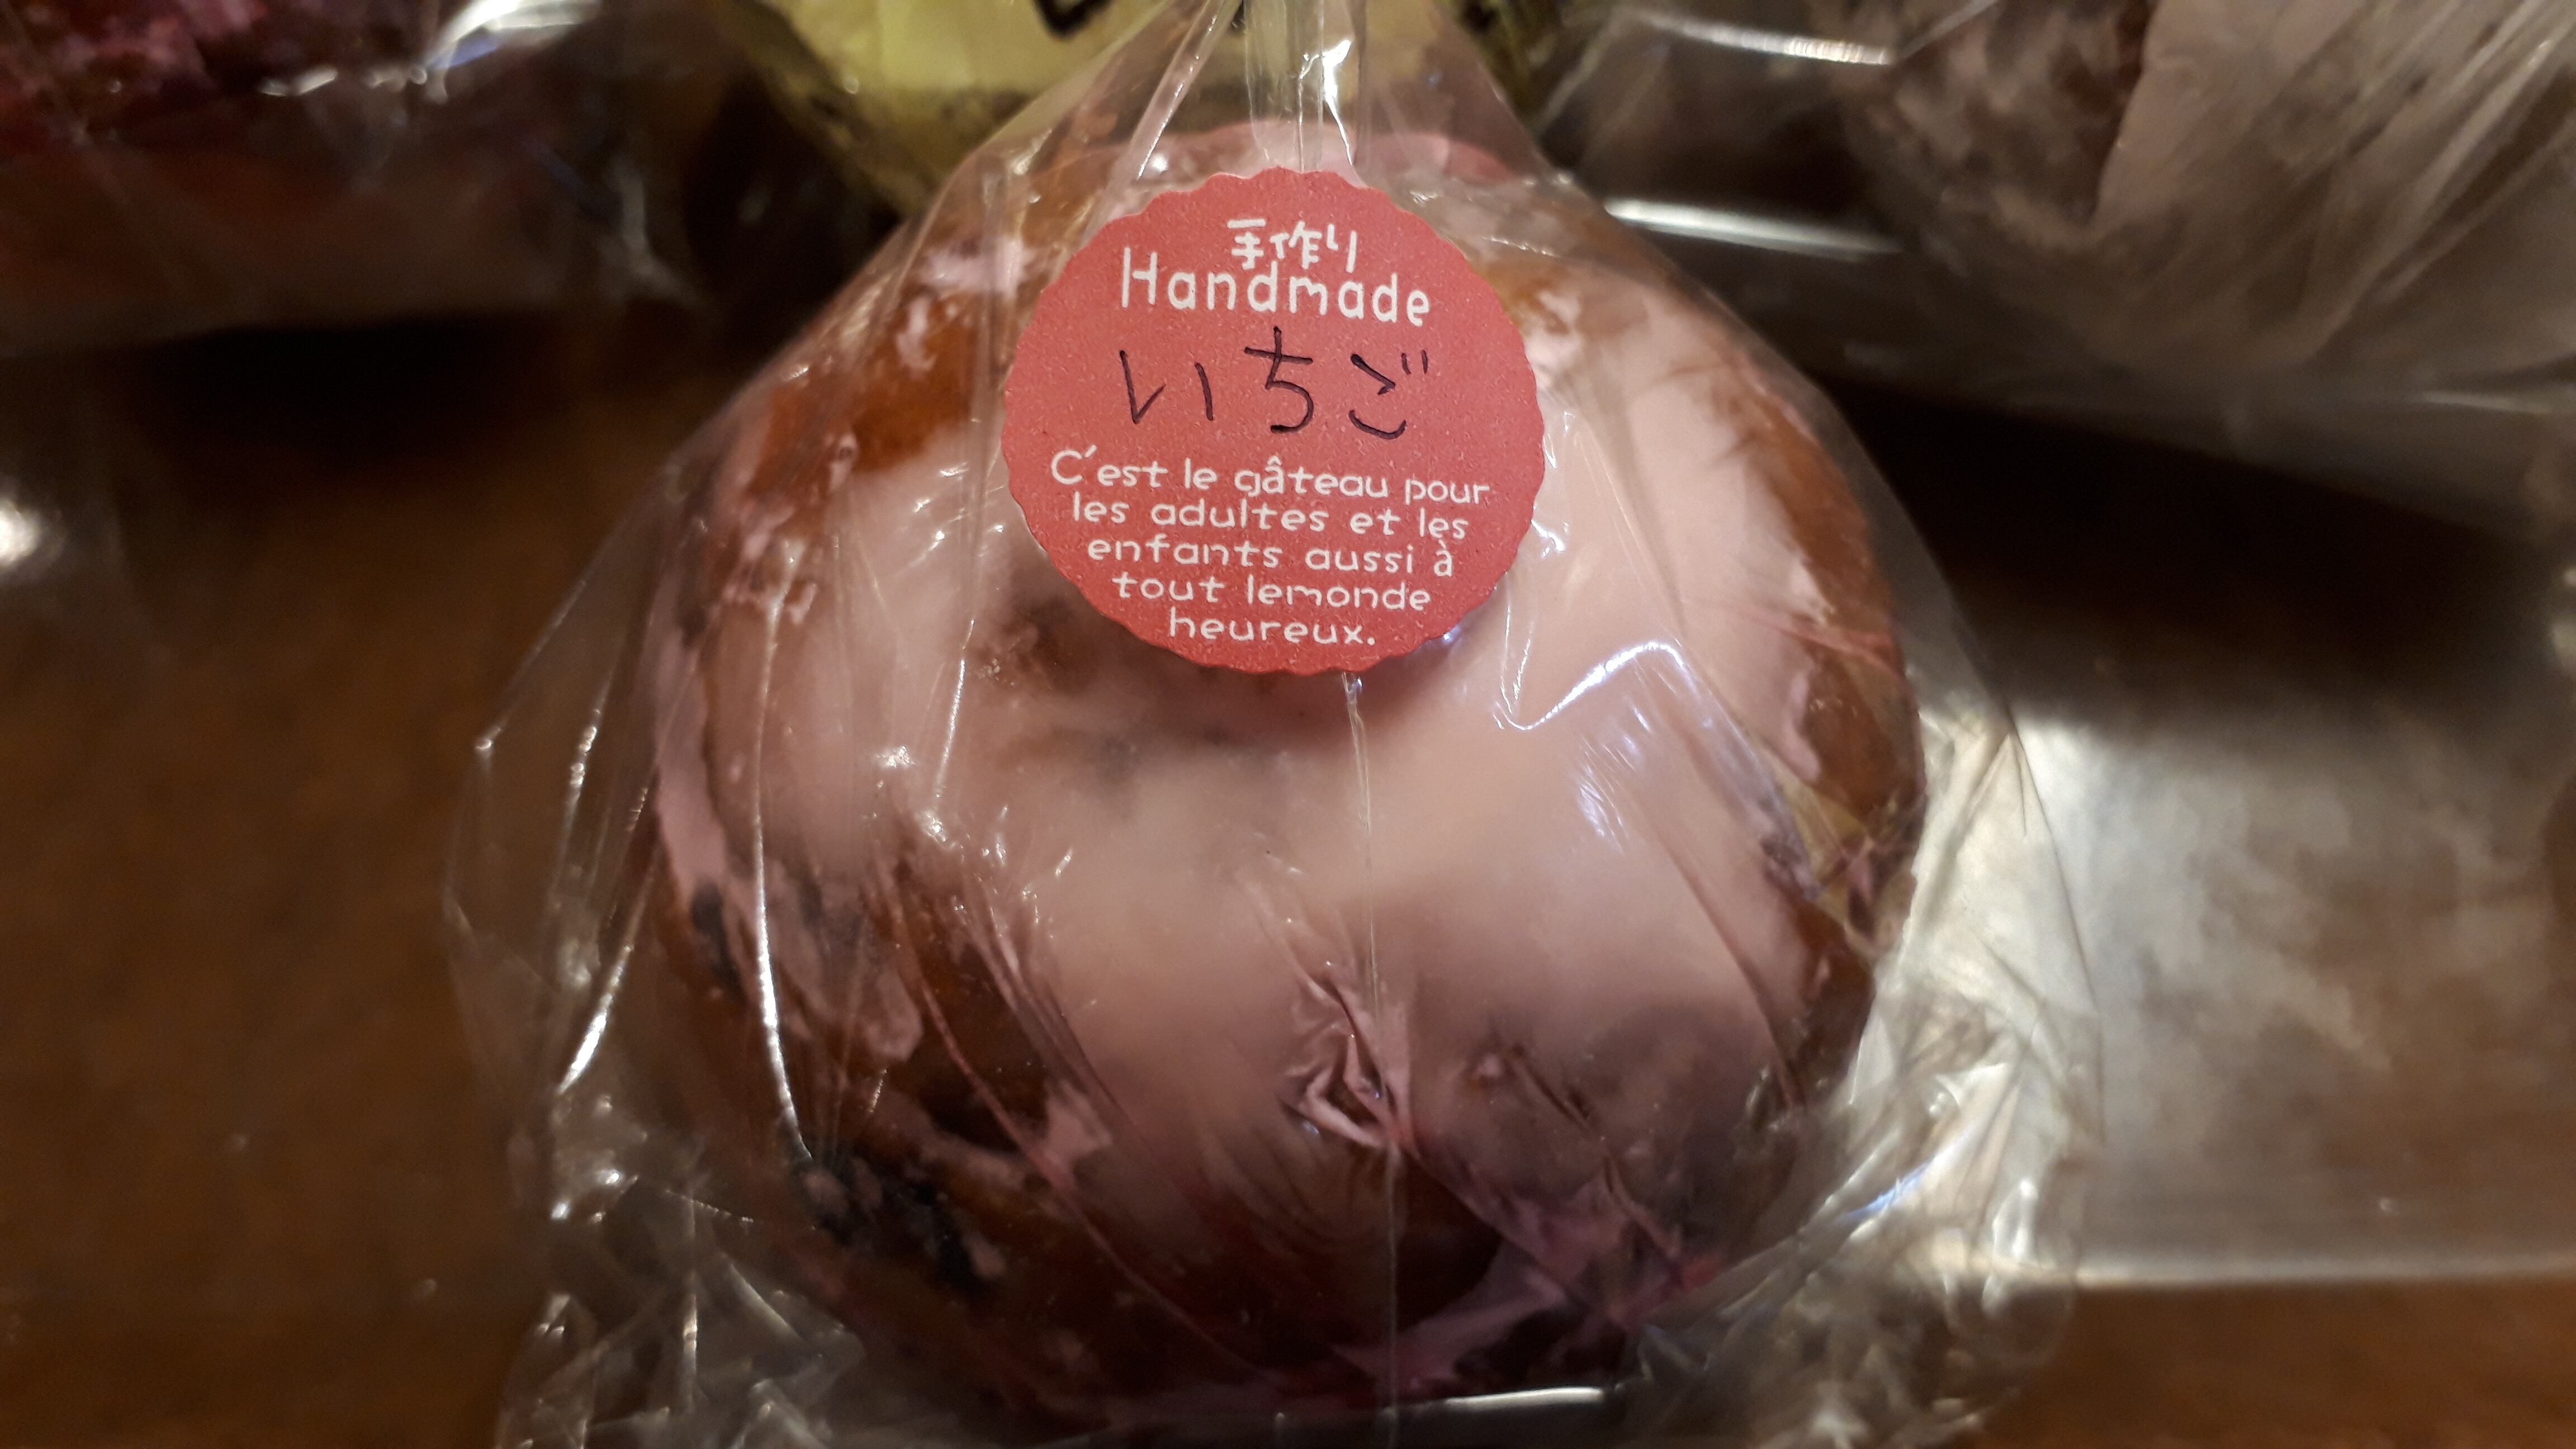 手作り
Handmade
いちご
C'est le gâteau pour
les adultes et les
enfants aussi à
tout lemonde
heureux.